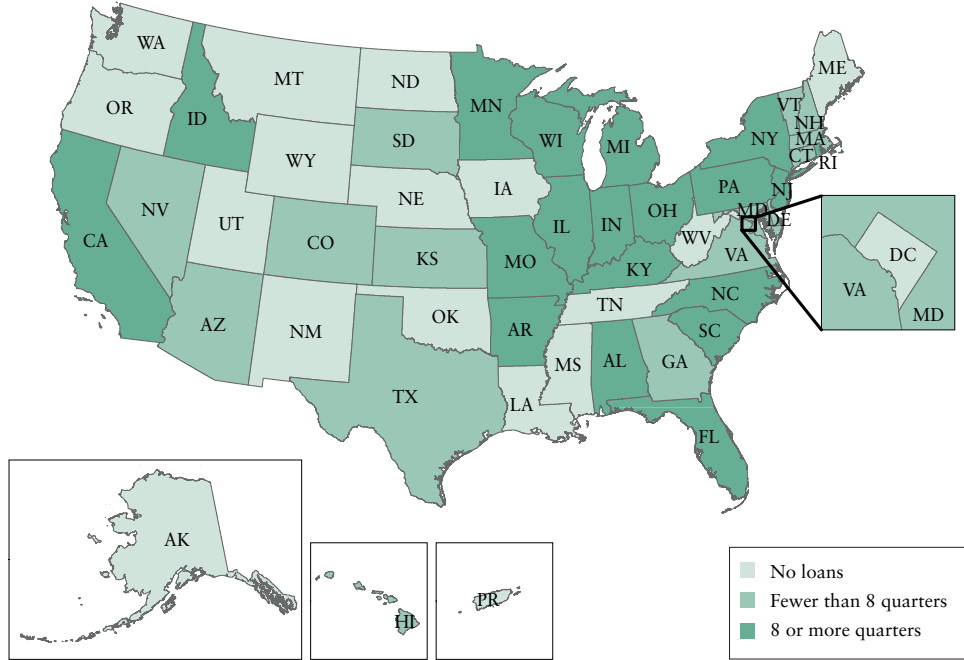 WA
ME
MT
ND
VT
OR
MN
NH
ID
WI
NY
MA
SD
MI
CT
RI
WY
PA
NJ
IA
NE
MD
DE
OH
NV
UT
IL
IN
WV
CA
CO
VA
KS
MO
KY
DC
VA
MD
NC
TN
OK
AZ
NM
AR
SC
MS
AL
GA
TX
LA
FL
AK
HI
PR
No loans
Fewer than 8 quarters
8 or more quarters